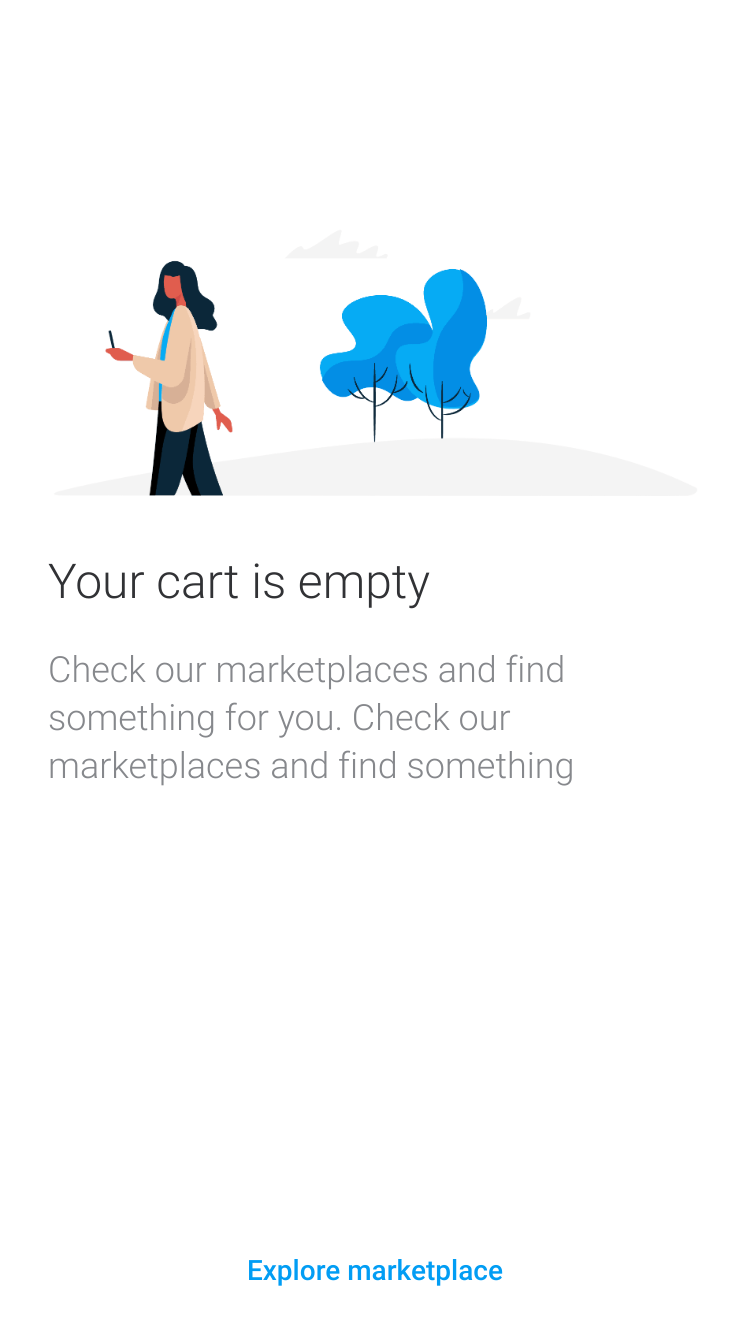 Your cart is empty
Check our marketplaces and find
something for you. Check our
marketplaces and find something
Explore marketplace